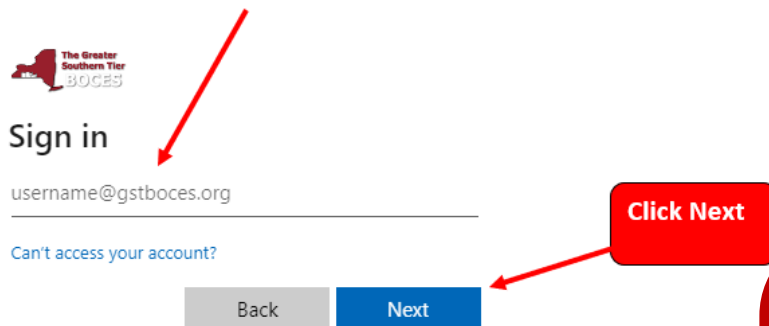 The Greater
Southern Tier
BOCES
Sign in
username@gstboces.org
Click Next
Can't access your account?
Back
Next